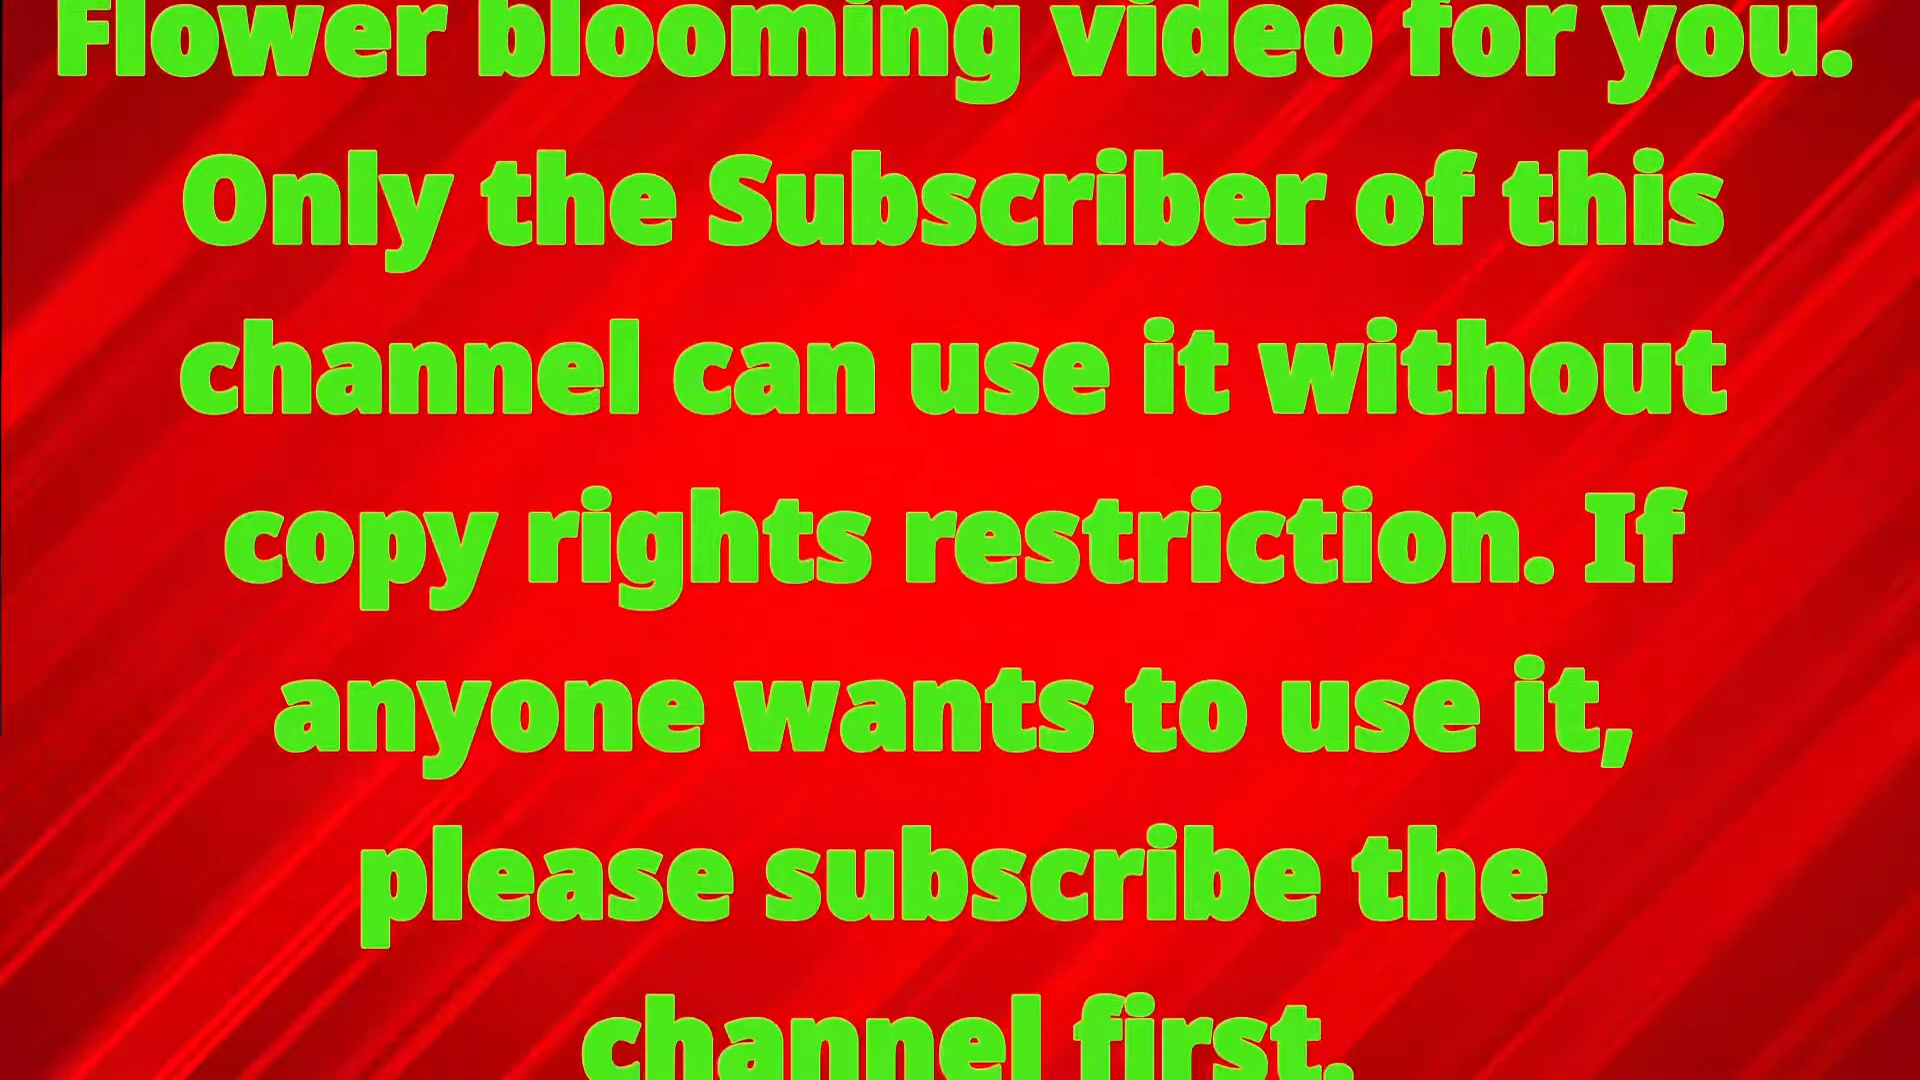 Flower blooming video for you.
Only the Subscriber of this
channel can use it without
copy rights restriction. If
anyone wants to use it,
please subscribe the
channel first.